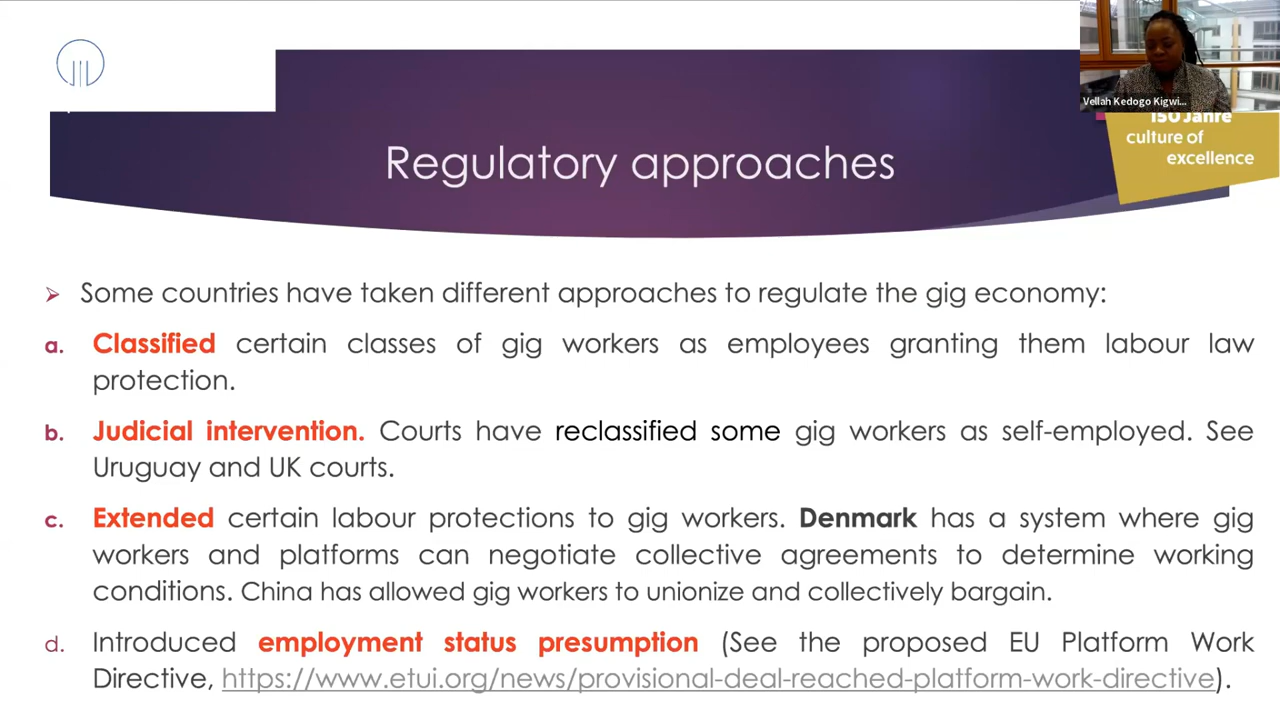 Vellah Kedogo Kigwi...
150 Jahre
culture of
excellence
Regulatory approaches
Some countries have taken different approaches to regulate the gig economy:
a. Classified certain classes of gig workers as employees granting them labour law
protection.
b. Judicial intervention. Courts have reclassified some gig workers as self-employed. See
Uruguay and UK courts.
c. Extended certain labour protections to gig workers. Denmark has a system where gig
workers and platforms can negotiate collective agreements to determine working
conditions. China has allowed gig workers to unionize and collectively bargain.
d. Introduced employment status presumption (See the proposed EU Platform Work
Directive, https://www.etui.org/news/provisional-deal-reached-platform-work-directive).